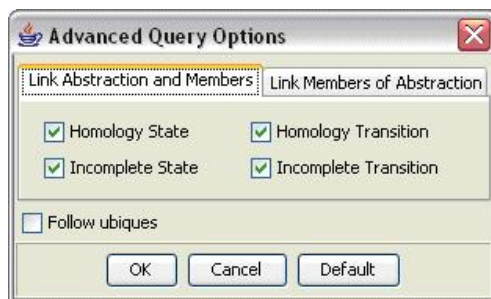 Advanced Query Options
Link Abstraction and Members Link Members of Abstraction
Homology State Homology Transition
Incomplete State Incomplete Transition
Follow ubiques
OK Cancel Default